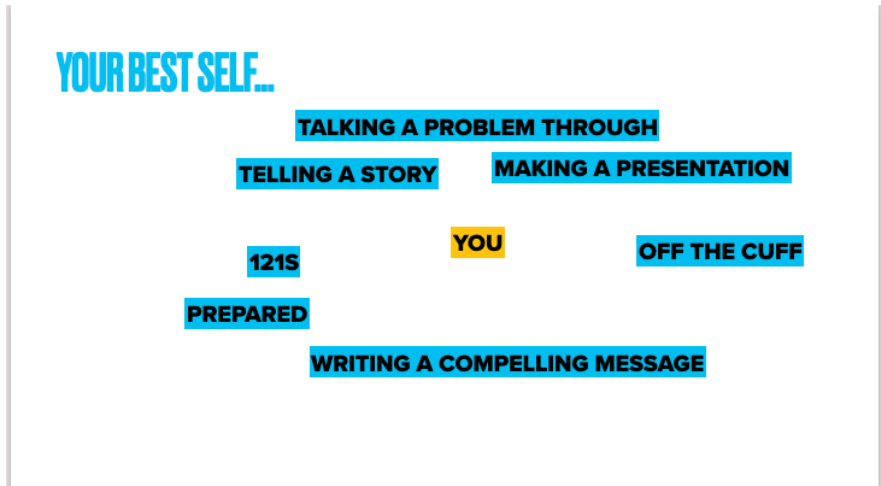 YOUR BEST SELF...
TALKING A PROBLEM THROUGH
TELLING A STORY
MAKING A PRESENTATION
YOU
OFF THE CUFF
121S
PREPARED
WRITING A COMPELLING MESSAGE